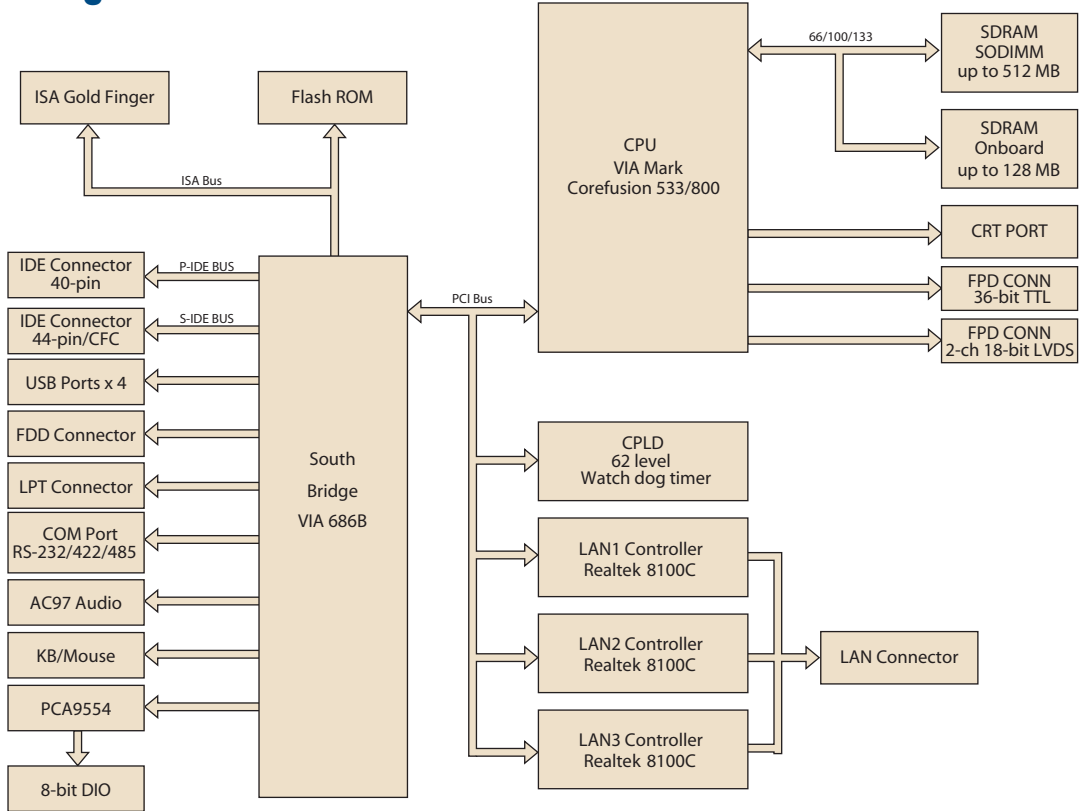 66/100/133
SDRAM
SODIMM
up to 512 MB
ISA Gold Finger
Flash ROM
CPU
VIA Mark
Corefusion 533/800
SDRAM
Onboard
up to 128 MB
ISA Bus
CRT PORT
IDE Connector
40-pin
P-IDE BUS
FPD CONN
36-bit TTL
PCI Bus
IDE Connector
44-pin/CFC
S-IDE BUS
FPD CONN
2-ch 18-bit LVDS
USB Ports x 4
FDD Connector
LPT Connector
COM Port
RS-232/422/485
AC97 Audio
KB/Mouse
PCA9554
8-bit DIO
South
Bridge
VIA 686B
CPLD
62 level
Watch dog timer
LAN1 Controller
Realtek 8100C
LAN2 Controller
Realtek 8100C
LAN3 Controller
Realtek 8100C
LAN Connector